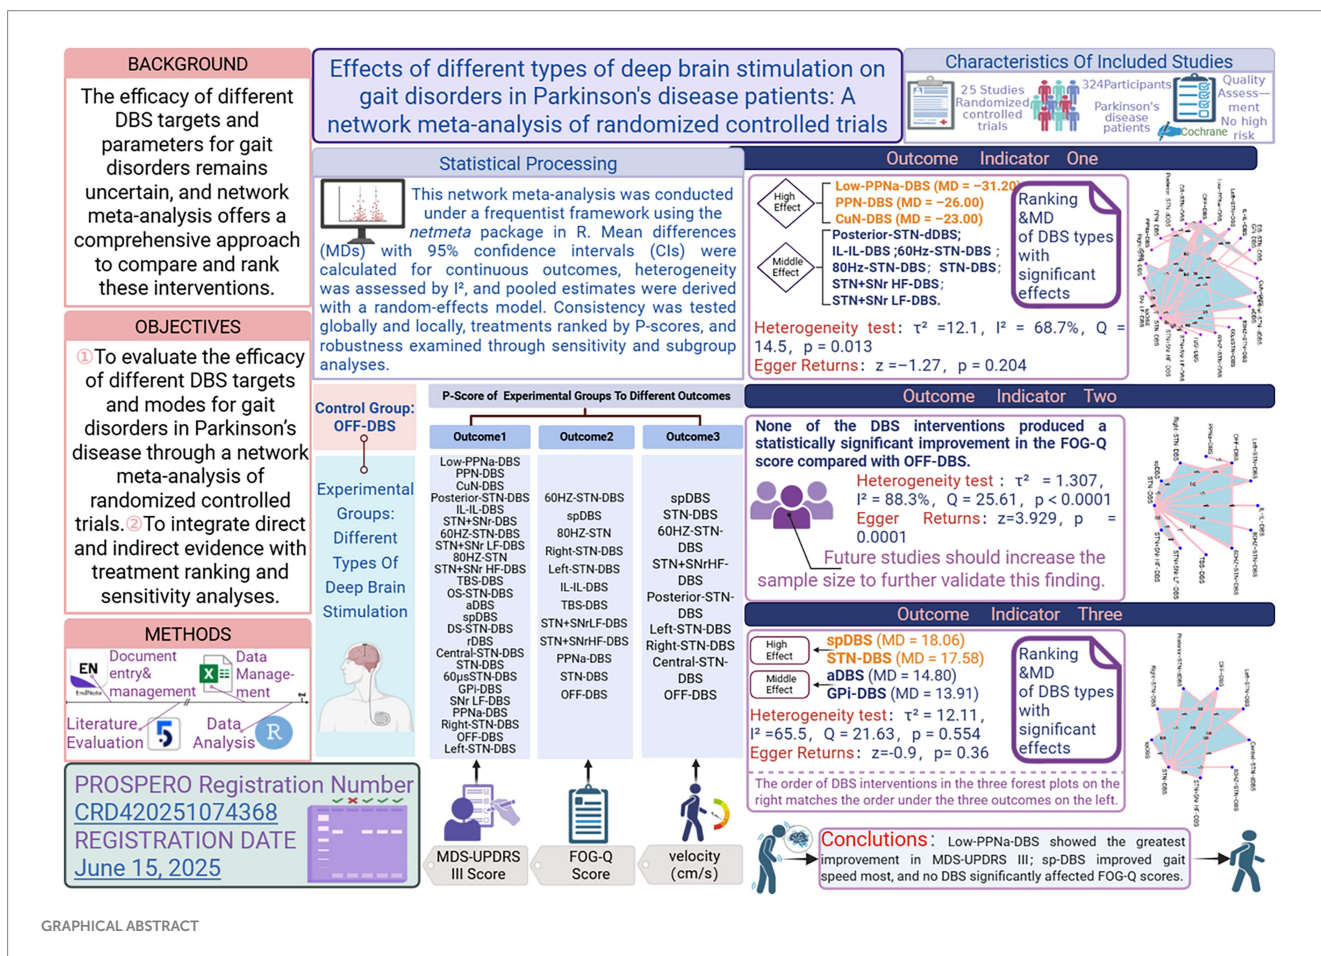 BACKGROUND
The efficacy of different
DBS targets and
parameters for gait
disorders remains
uncertain, and network
meta-analysis offers a
comprehensive approach
to compare and rank
these interventions.
OBJECTIVES
①To evaluate the efficacy
of different DBS targets
and modes for gait
disorders in Parkinson's
disease through a network
meta-analysis of
randomized controlled
trials.②To integrate direct
and indirect evidence with
treatment ranking and
sensitivity analyses.
METHODS
EN
EndNote
Document
entry&
management
Data
Manage-
ment
Literature
Evaluation
5
Data
Analysis
R
PROSPERO Registration Number
CRD420251074368
REGISTRATION DATE
June 15, 2025
Effects of different types of deep brain stimulation on
gait disorders in Parkinson's disease patients: A
network meta-analysis of randomized controlled trials
Characteristics Of Included Studies
25 Studies
Randomized
controlled
trials
324Participants
Parkinson's
disease
patients
Quality
Assess—
ment
No high
risk
Cochrane
Statistical Processing
This network meta-analysis was conducted
under a frequentist framework using the
netmeta package in R. Mean differences
(MDs) with 95% confidence intervals (CIs) were
calculated for continuous outcomes, heterogeneity
was assessed by I², and pooled estimates were derived
with a random-effects model. Consistency was tested
globally and locally, treatments ranked by P-scores, and
robustness examined through sensitivity and subgroup
analyses.
Control Group:
OFF-DBS
Experimental
Groups:
Different
Types Of
Deep Brain
Stimulation
P-Score of Experimental Groups To Different Outcomes
Outcome1
Low-PPNa-DBS
PPN-DBS
CuN-DBS
Posterior-STN-DBS
IL-IL-DBS
STN+SNr-DBS
60HZ-STN-DBS
STN+SNr LF-DBS
80HZ-STN
STN+SNr HF-DBS
TBS-DBS
OS-STN-DBS
aDBS
spDBS
DS-STN-DBS
rDBS
Central-STN-DBS
STN-DBS
60μsSTN-DBS
GPi-DBS
SNr LF-DBS
PPNa-DBS
Right-STN-DBS
OFF-DBS
Left-STN-DBS
MDS-UPDRS
III Score
Outcome2
60HZ-STN-DBS
spDBS
80HZ-STN
Right-STN-DBS
Left-STN-DBS
IL-IL-DBS
TBS-DBS
STN+SNrLF-DBS
STN+SNrHF-DBS
PPNa-DBS
STN-DBS
OFF-DBS
FOG-Q
Score
Outcome3
spDBS
STN-DBS
60HZ-STN-
DBS
STN+SNrHF-
DBS
Posterior-STN-
DBS
Left-STN-DBS
Right-STN-DBS
Central-STN-
DBS
OFF-DBS
velocity
(cm/s)
Outcome Indicator One
High
Effect
Low-PPNa-DBS (MD = −31.20)
PPN-DBS (MD = −26.00)
CuN-DBS (MD = −23.00)
Middle
Effect
Posterior-STN-dDBS;
IL-IL-DBS ;60Hz-STN-DBS ;
80Hz-STN-DBS; STN-DBS;
STN+SNr HF-DBS;
STN+SNr LF-DBS.
Ranking
&MD
of DBS types
with
significant
effects
Heterogeneity test: τ² =12.1, I² = 68.7%, Q =
14.5, p = 0.013
Egger Returns: z =−1.27, p = 0.204
Outcome Indicator Two
None of the DBS interventions produced a
statistically significant improvement in the FOG-Q
score compared with OFF-DBS.
Heterogeneity test : τ² = 1.307,
I² = 88.3%, Q = 25.61, p < 0.0001
Egger Returns: z=3.929, p =
0.0001
Future studies should increase the
sample size to further validate this finding.
Outcome Indicator Three
High
Effect
spDBS (MD = 18.06)
STN-DBS (MD = 17.58)
Middle
Effect
aDBS (MD = 14.80)
GPi-DBS (MD = 13.91)
Ranking
&MD
of DBS types
with
significant
effects
Heterogeneity test: τ² = 12.11,
I² =65.5, Q = 21.63, p = 0.554
Egger Returns: z=-0.9, p= 0.36
The order of DBS interventions in the three forest plots on the
right matches the order under the three outcomes on the left.
Conclutions: Low-PPNa-DBS showed the greatest
improvement in MDS-UPDRS III; sp-DBS improved gait
speed most, and no DBS significantly affected FOG-Q scores.
GRAPHICAL ABSTRACT